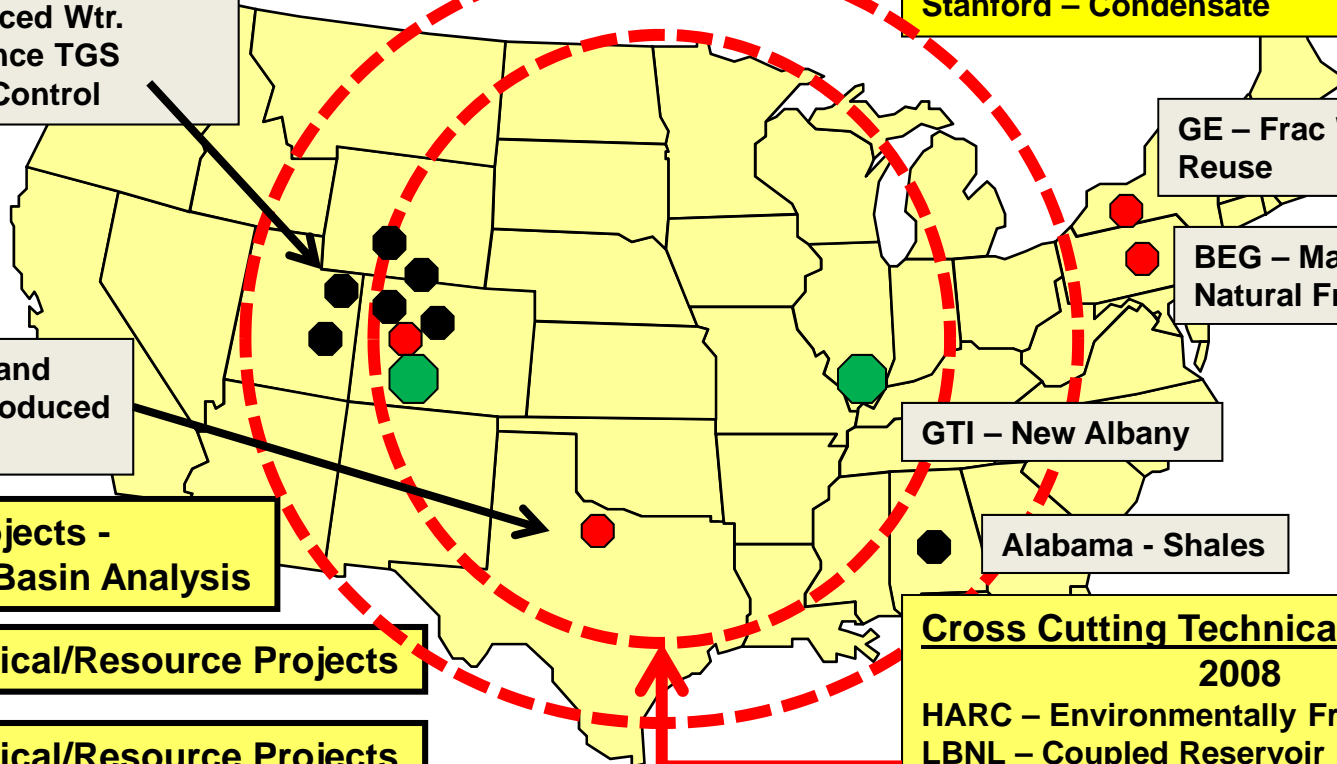 ced Wtr.
nce TGS
Control
Stanford – Condensate
GE – Frac
Reuse
BEG – Ma
Natural Fr
and
oduced
GTI – New Albany
jects -
Basin Analysis
Alabama - Shales
ical/Resource Projects
ical/Resource Projects
Cross Cutting Technica
2008
HARC – Environmentally Fr
LBNL – Coupled Reservoir